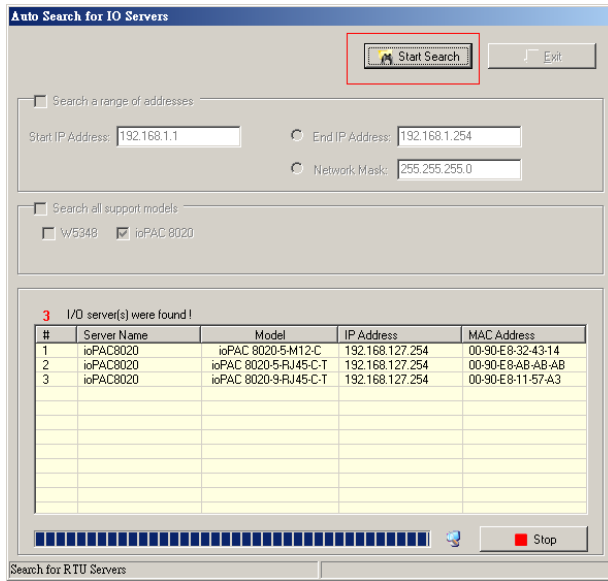 Auto Search for IO Servers
Start Search
Exit
Search a range of addresses
Start IP Address: 192.168.1.1
End IP Address: 192.168.1.254
Network Mask: 255.255.255.0
Search all support models
W5348 ioPAC 8020
3 I/O server(s) were found !
# Server Name Model IP Address MAC Address
1 ioPAC8020 ioPAC 8020-5-M12-C 192.168.127.254 00-90-E8-32-43-14
2 ioPAC8020 ioPAC 8020-5-RJ45-C-T 192.168.127.254 00-90-E8-AB-AB-AB
3 ioPAC8020 ioPAC 8020-9-RJ45-C-T 192.168.127.254 00-90-E8-11-57-A3
Stop
Search for RTU Servers